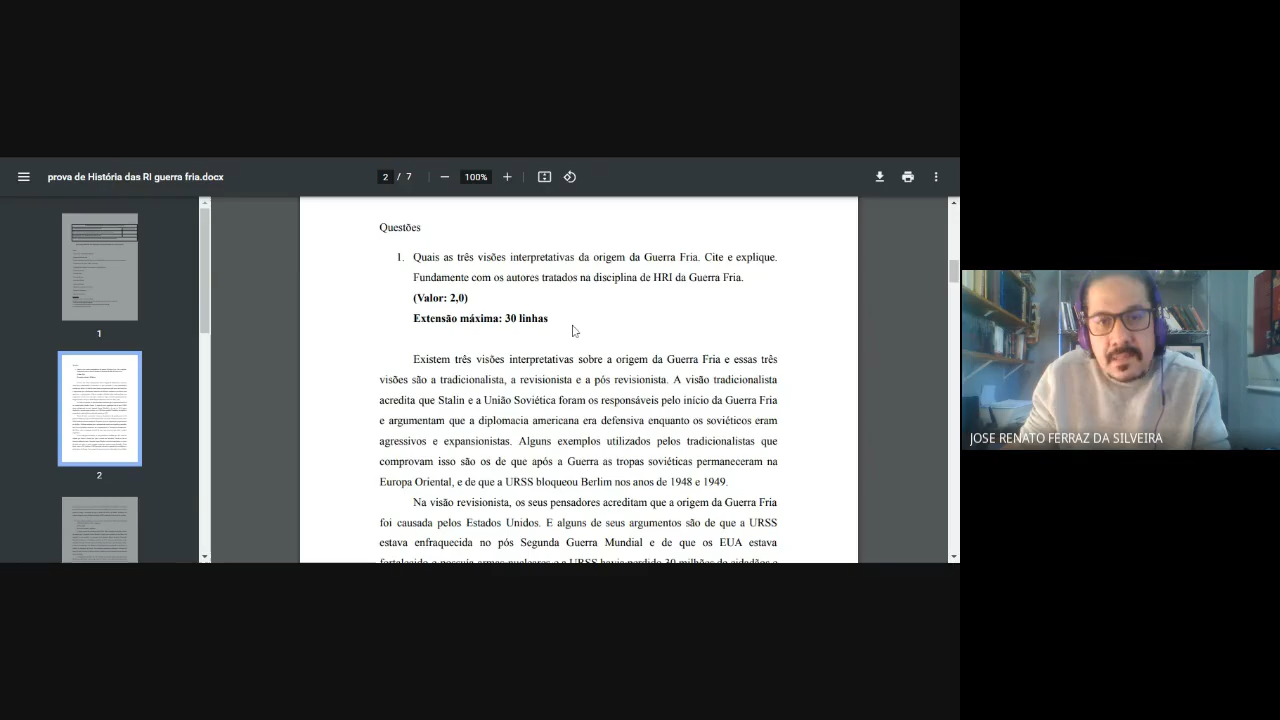 prova de História das RI guerra fria.docx
2 / 7
100%
Questões
1. Quais as três visões interpretativas da origem da Guerra Fria. Cite e explique.
Fundamente com os autores tratados na disciplina de HRI da Guerra Fria.
(Valor: 2,0)
Extensão máxima: 30 linhas
Existem três visões interpretativas sobre a origem da Guerra Fria e essas três
visões são a tradicionalista, a revisionista e a pós revisionista. A visão tradicionalista
acredita que Stalin e a União Soviética foram os responsáveis pelo início da Guerra Fria
e argumentam que a diplomacia americana era defensiva enquanto os soviéticos eram
agressivos e expansionistas. Alguns exemplos utilizados pelos tradicionalistas que
comprovam isso são os de que após a Guerra as tropas soviéticas permaneceram na
Europa Oriental, e de que a URSS bloqueou Berlim nos anos de 1948 e 1949.
Na visão revisionista, os seus pensadores acreditam que a origem da Guerra Fria
foi causada pelos Estados Unidos. E alguns de seus argumentos são de que a URSS
estava enfraquecida no pós Segunda Guerra Mundial e de que os EUA estava
fortalecido e possuía armas nucleares e a URSS havia perdido 30 milhões de cidadãos e
1
2
JOSE RENATO FERRAZ DA SILVEIRA